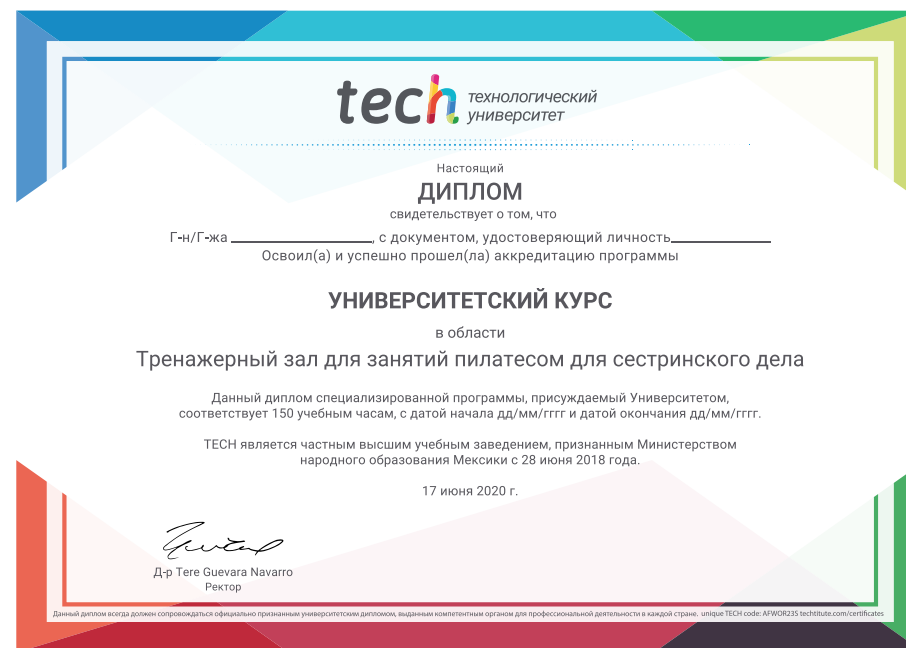 tech технологический
университет
Настоящий
ДИПЛОМ
свидетельствует о том, что
Г-н/Г-жа , с документом, удостоверяющий личность
Освоил(а) и успешно прошел(ла) аккредитацию программы
УНИВЕРСИТЕТСКИЙ КУРС
в области
Тренажерный зал для занятий пилатесом для сестринского дела
Данный диплом специализированной программы, присуждаемый Университетом,
соответствует 150 учебным часам, с датой начала дд/мм/гггг и датой окончания дд/мм/гггг.
TECH является частным высшим учебным заведением, признанным Министерством
народного образования Мексики с 28 июня 2018 года.
17 июня 2020 г.
Д-р Tere Guevara Navarro
Ректор
Данный диплом всегда должен сопровождаться официально признанным университетским дипломом, выданным компетентным органом для профессиональной деятельности в каждой стране. unique TECH code: AFWOR23S techtitute.com/certificates